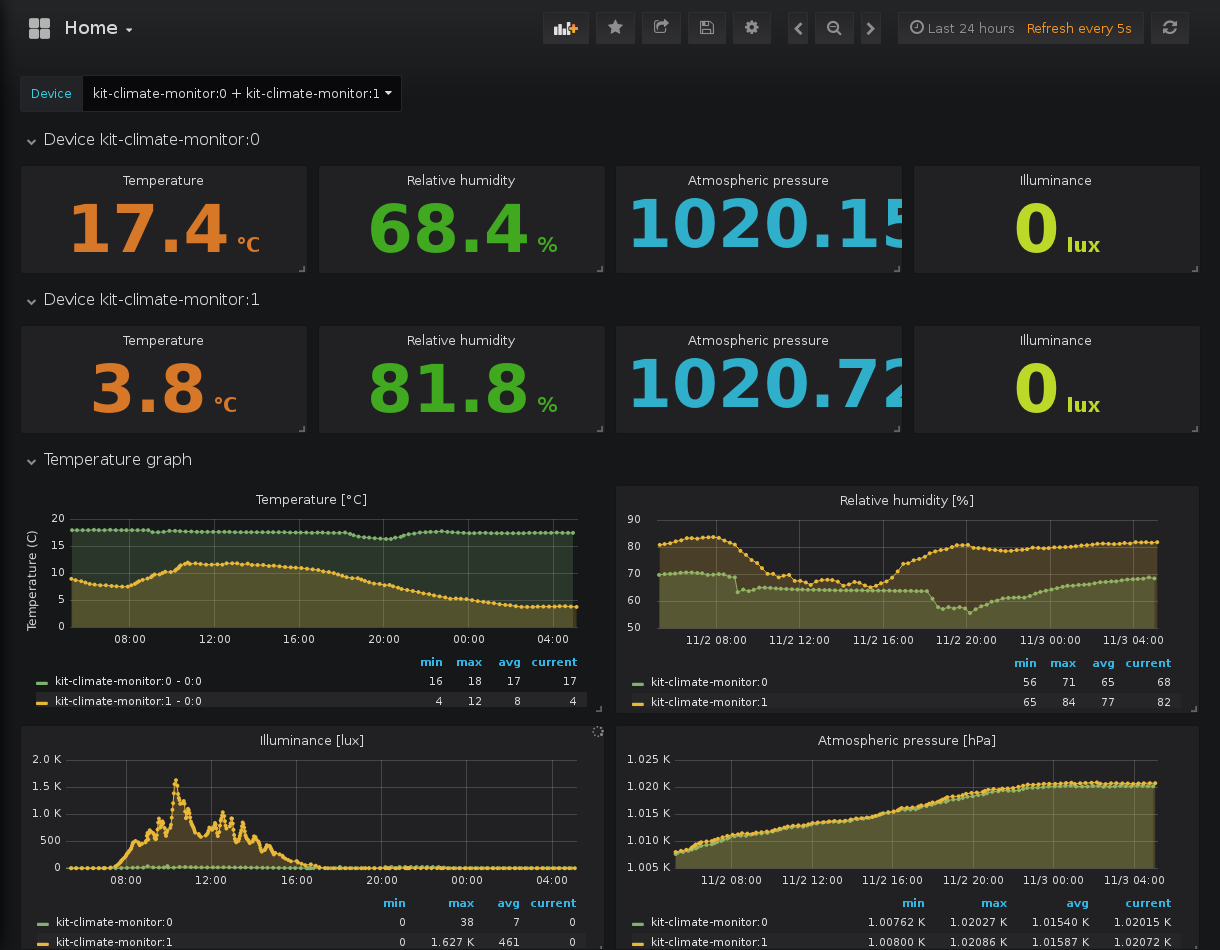 Home
Last 24 hours Refresh every 5s
Device kit-climate-monitor:0 + kit-climate-monitor:1
Device kit-climate-monitor:0
Temperature Relative humidity Atmospheric pressure Illuminance
17.4 °C 68.4 % 1020.15 0 lux
Device kit-climate-monitor:1
Temperature Relative humidity Atmospheric pressure Illuminance
3.8 °C 81.8 % 1020.72 0 lux
Temperature graph
Temperature [°C]
Temperature (C)
20
15
10
5
0
08:00 12:00 16:00 20:00 00:00 04:00
min max avg current
kit-climate-monitor:0 - 0:0 16 18 17 17
kit-climate-monitor:1 - 0:0 4 12 8 4
Relative humidity [%]
90
80
70
60
50
11/2 08:00 11/2 12:00 11/2 16:00 11/2 20:00 11/3 00:00 11/3 04:00
min max avg current
kit-climate-monitor:0 56 71 65 68
kit-climate-monitor:1 65 84 77 82
Illuminance [lux]
2.0 K
1.5 K
1.0 K
500
0
08:00 12:00 16:00 20:00 00:00 04:00
min max avg current
kit-climate-monitor:0 0 38 7 0
kit-climate-monitor:1 0 1.627 K 461 0
Atmospheric pressure [hPa]
1.025 K
1.020 K
1.015 K
1.010 K
1.005 K
11/2 08:00 11/2 12:00 11/2 16:00 11/2 20:00 11/3 00:00 11/3 04:00
min max avg current
kit-climate-monitor:0 1.00762 K 1.02027 K 1.01540 K 1.02015 K
kit-climate-monitor:1 1.00800 K 1.02086 K 1.01587 K 1.02072 K